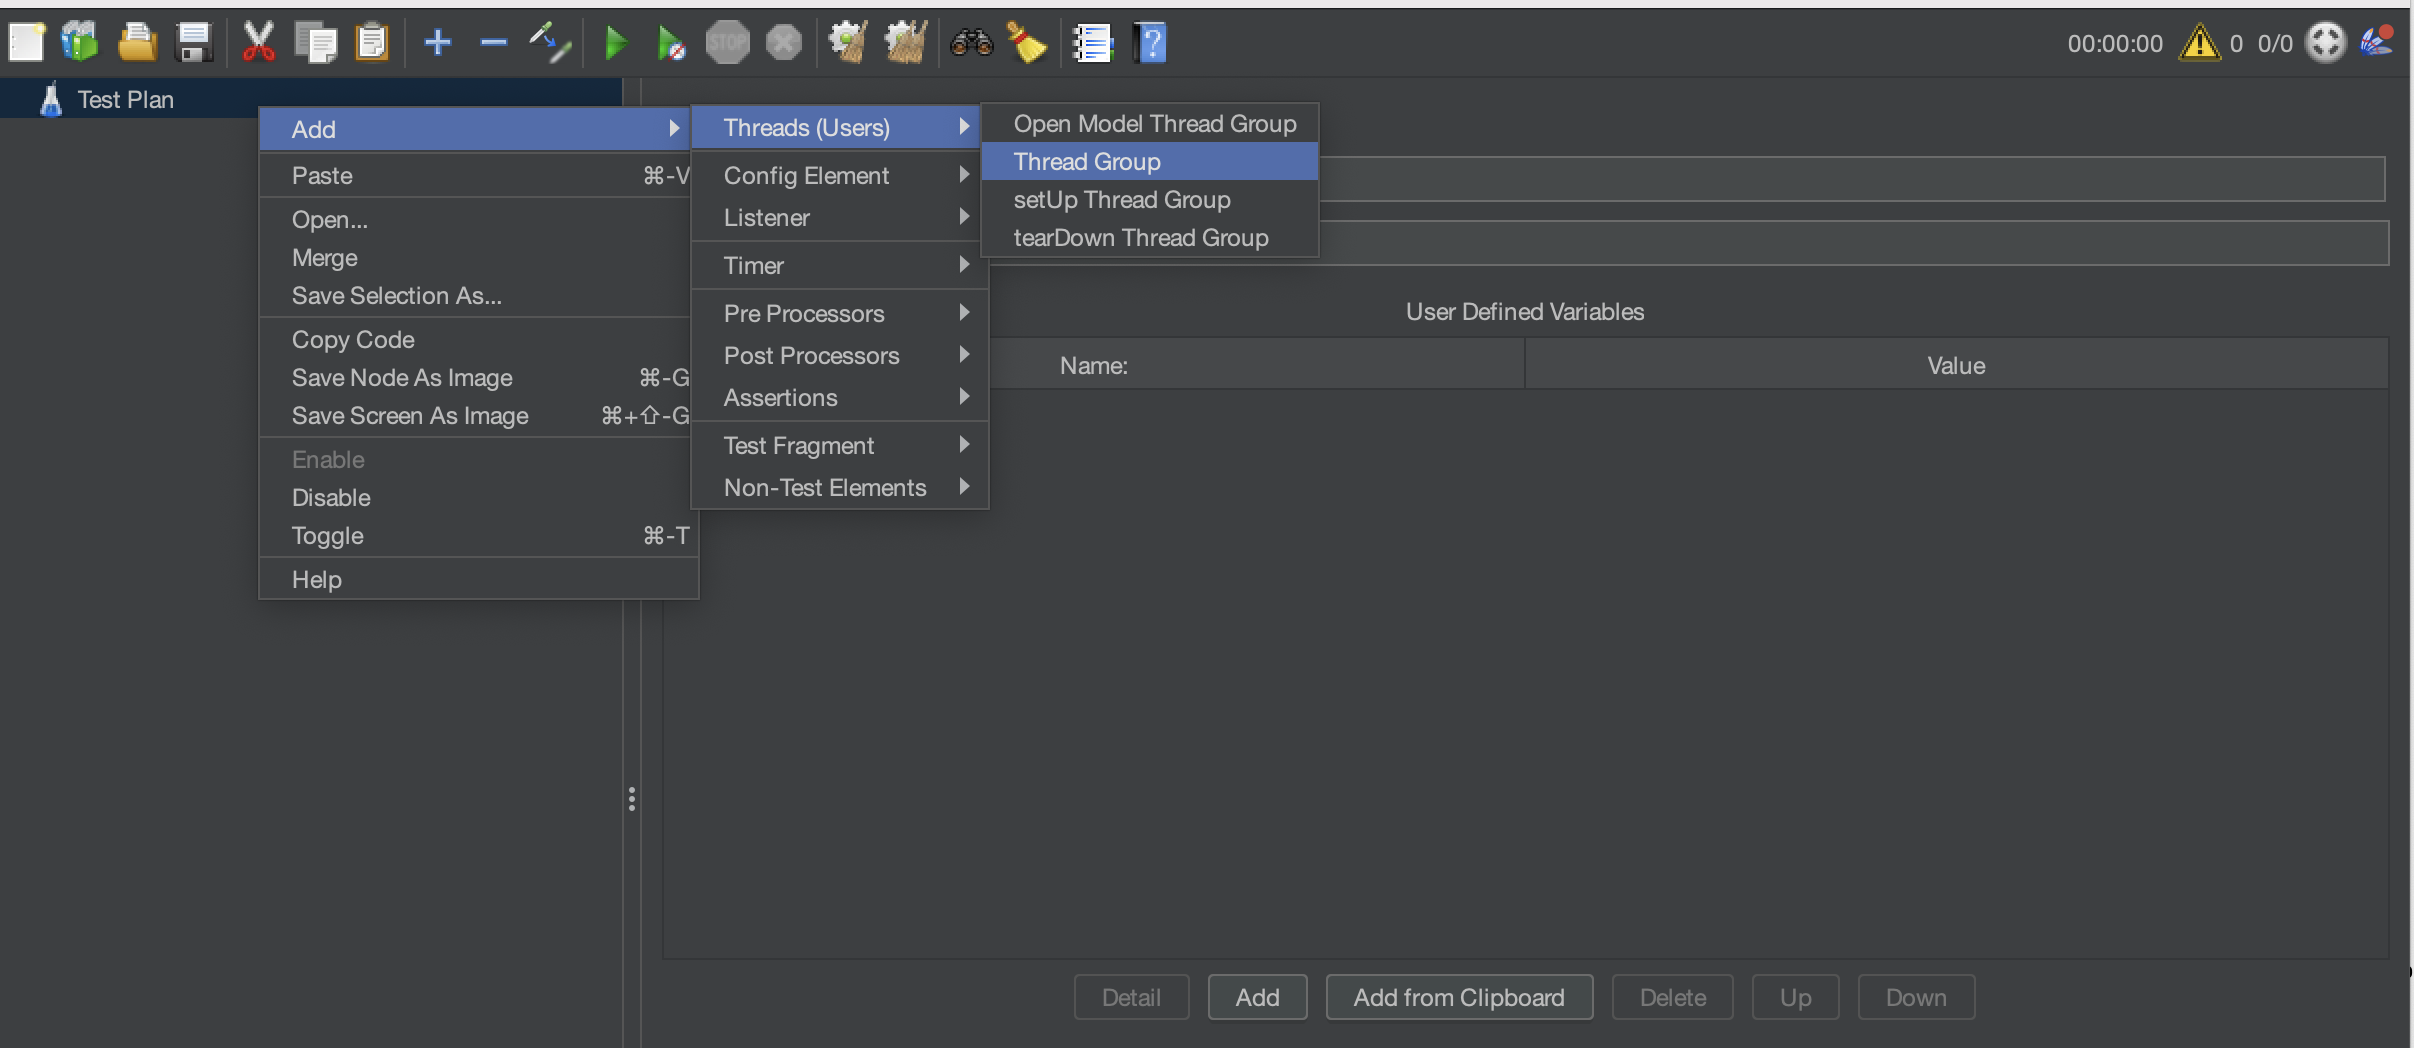 STOP
00:00:00 0 0/0
Test Plan
Add
Paste ⌘-V
Open...
Merge
Save Selection As...
Copy Code
Save Node As Image ⌘-G
Save Screen As Image ⌘+⇧-G
Enable
Disable
Toggle ⌘-T
Help
Threads (Users)
Config Element
Listener
Timer
Pre Processors
Post Processors
Assertions
Test Fragment
Non-Test Elements
Open Model Thread Group
Thread Group
setUp Thread Group
tearDown Thread Group
User Defined Variables
Name: Value
Detail Add Add from Clipboard Delete Up Down